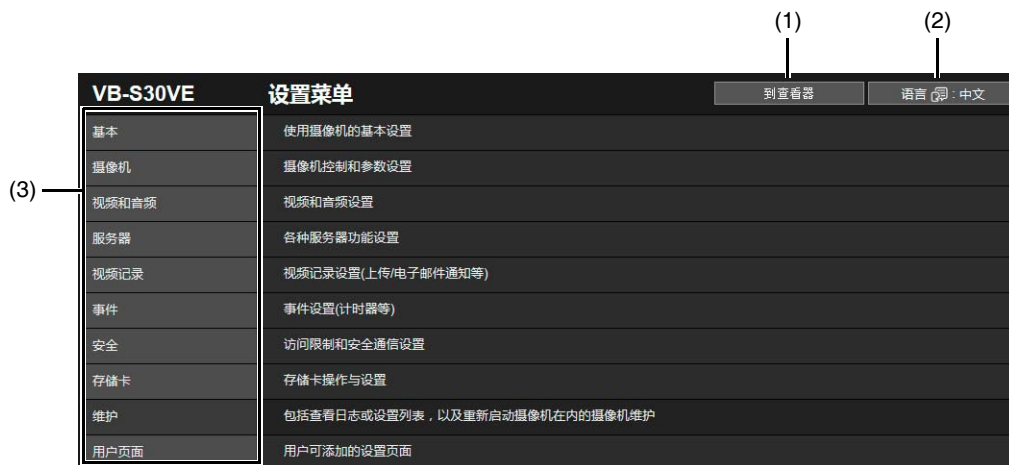 (1) (2)
VB-S30VE 设置菜单 到查看器 语言 : 中文
(3)
基本 使用摄像机的基本设置
摄像机 摄像机控制和参数设置
视频和音频 视频和音频设置
服务器 各种服务器功能设置
视频记录 视频记录设置(上传/电子邮件通知等)
事件 事件设置(计时器等)
安全 访问限制和安全通信设置
存储卡 存储卡操作与设置
维护 包括查看日志或设置列表，以及重新启动摄像机在内的摄像机维护
用户页面 用户可添加的设置页面